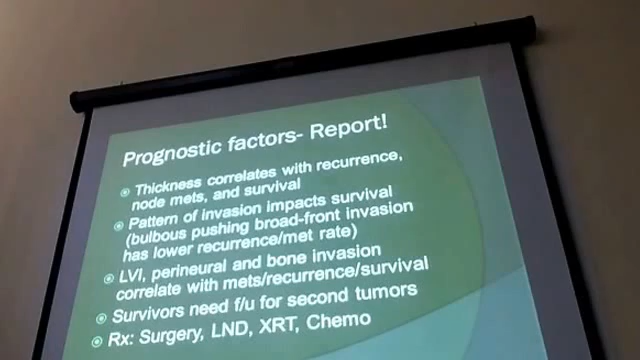 Prognostic factors- Report!
Thickness correlates with recurrence,
node mets, and survival
Pattern of invasion impacts survival
(bulbous pushing broad-front invasion
has lower recurrence/met rate)
LVI, perineural and bone invasion
correlate with mets/recurrence/survival
Survivors need f/u for second tumors
Rx: Surgery, LND, XRT, Chemo